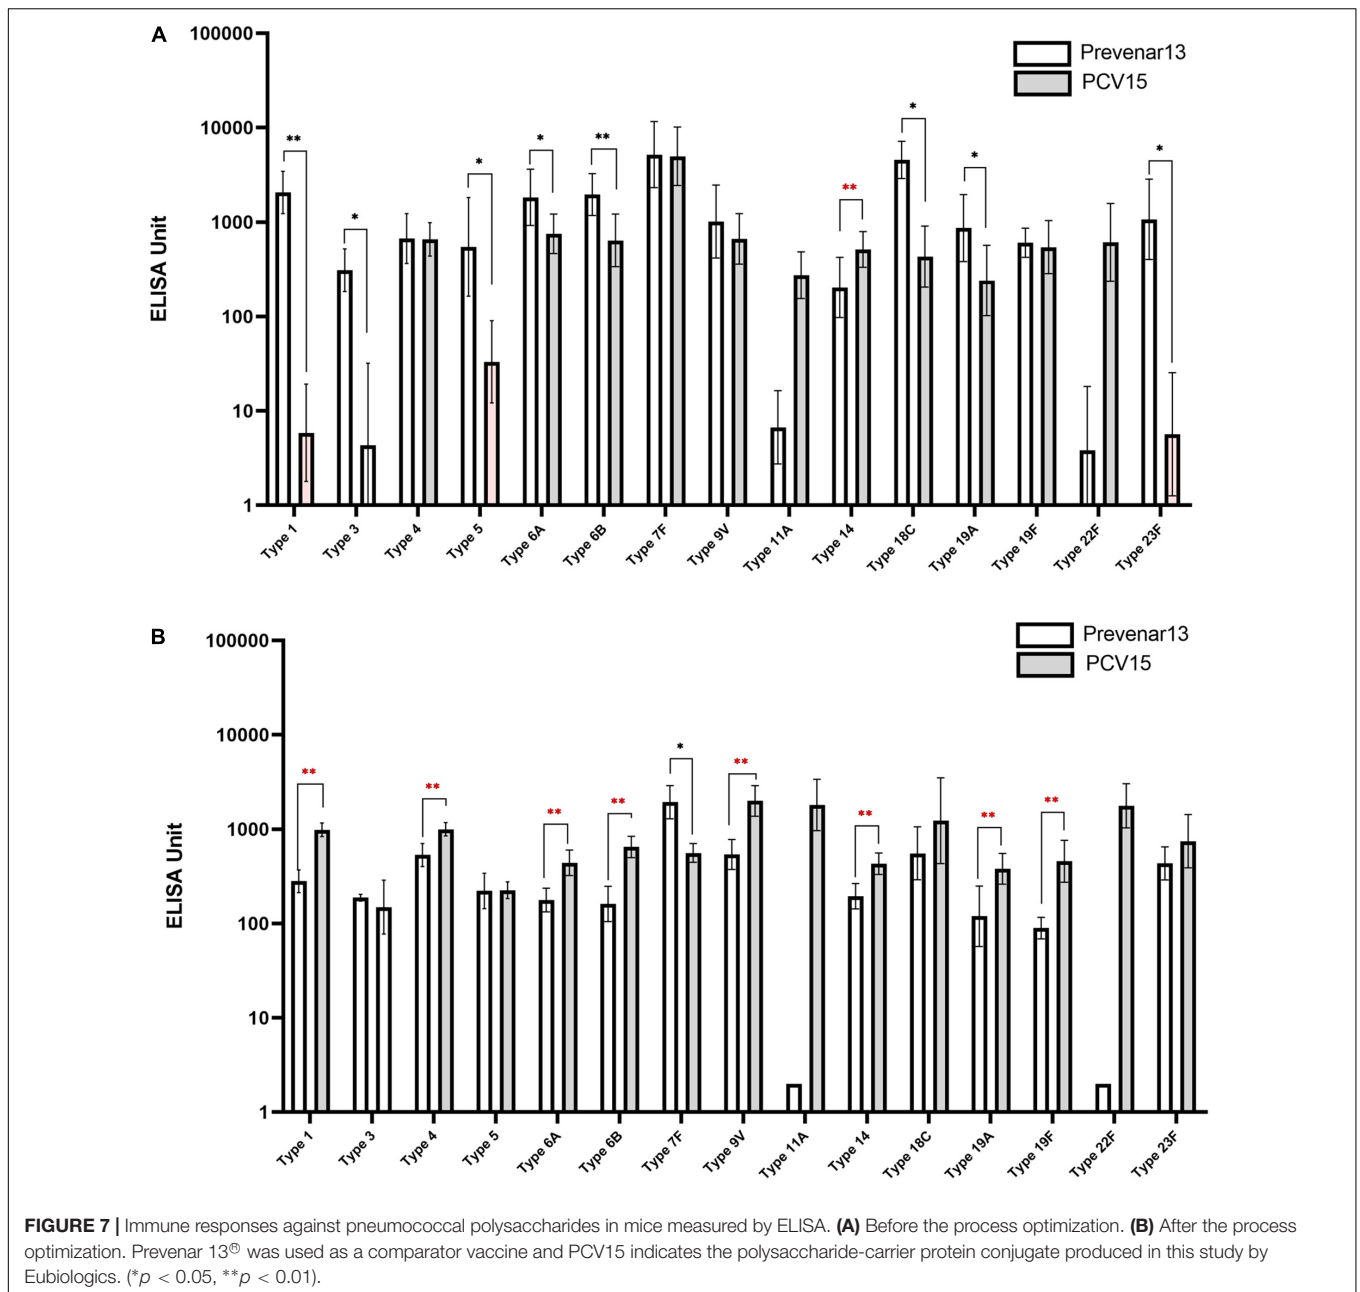 A
100000
10000
1000
100
10
1
ELISA Unit
Prevenar13
PCV15
** * * * ** ** * * *
Type 1 Type 3 Type 4 Type 5 Type 6A Type 6B Type 7F Type 9V Type 11A Type 14 Type 18C Type 19A Type 19F Type 22F Type 23F
B
100000
10000
1000
100
10
1
ELISA Unit
Prevenar13
PCV15
** ** ** ** * ** ** ** **
Type 1 Type 3 Type 4 Type 5 Type 6A Type 6B Type 7F Type 9V Type 11A Type 14 Type 18C Type 19A Type 19F Type 22F Type 23F
FIGURE 7 | Immune responses against pneumococcal polysaccharides in mice measured by ELISA. (A) Before the process optimization. (B) After the process
optimization. Prevenar 13® was used as a comparator vaccine and PCV15 indicates the polysaccharide-carrier protein conjugate produced in this study by
Eubiologics. (*p < 0.05, **p < 0.01).